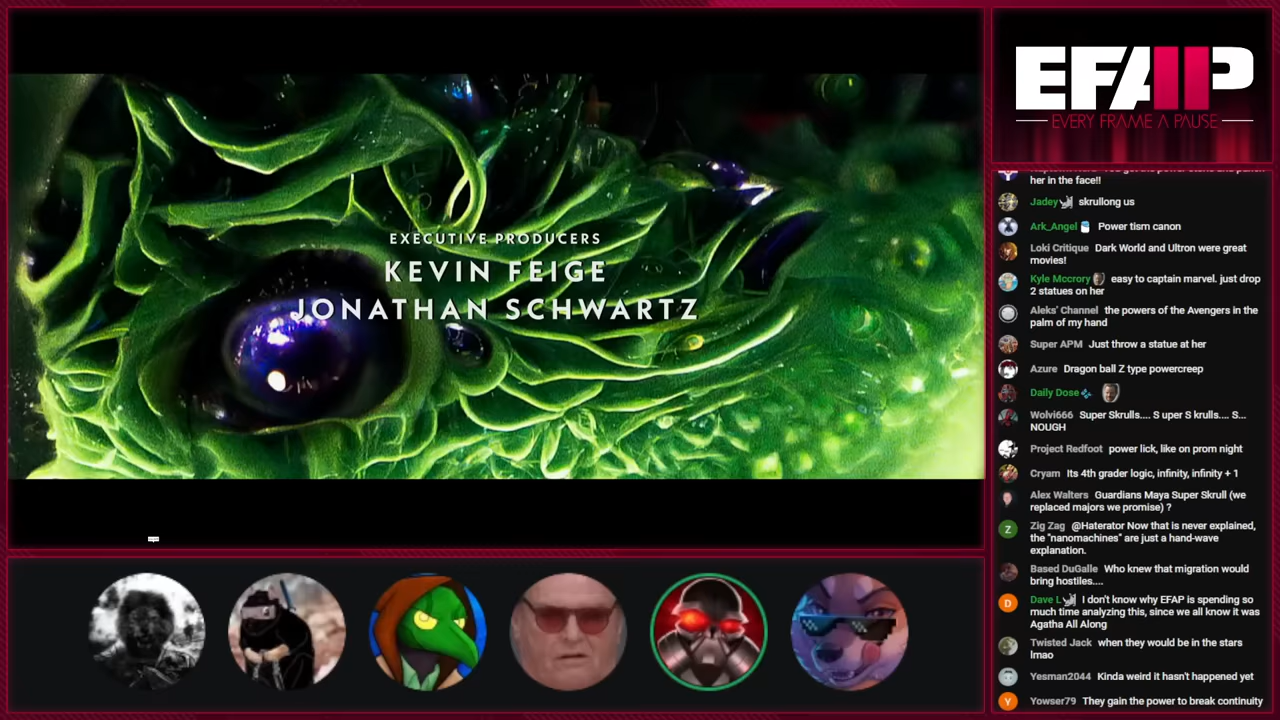 EXECUTIVE PRODUCERS
KEVIN FEIGE
JONATHAN SCHWARTZ
EFAP
EVERY FRAME A PAUSE
her in the face!!
Jadey skrullong us
Ark_Angel Power tism canon
Loki Critique Dark World and Ultron were great
movies!
Kyle Mccrory easy to captain marvel. just drop
2 statues on her
Aleks' Channel the powers of the Avengers in the
palm of my hand
Super APM Just throw a statue at her
Azure Dragon ball Z type powercreep
Daily Dose
Wolvi666 Super Skrulls.... S uper S krulls.... S...
NOUGH
Project Redfoot power lick, like on prom night
Cryam Its 4th grader logic, infinity, infinity + 1
Alex Walters Guardians Maya Super Skrull (we
replaced majors we promise) ?
Z Zig Zag @Haterator Now that is never explained,
the "nanomachines" are just a hand-wave
explanation.
Based DuGalle Who knew that migration would
bring hostiles....
D Dave L I don't know why EFAP is spending so
much time analyzing this, since we all know it was
Agatha All Along
Twisted Jack when they would be in the stars
lmao
Yesman2044 Kinda weird it hasn't happened yet
Y Yowser79 They gain the power to break continuity